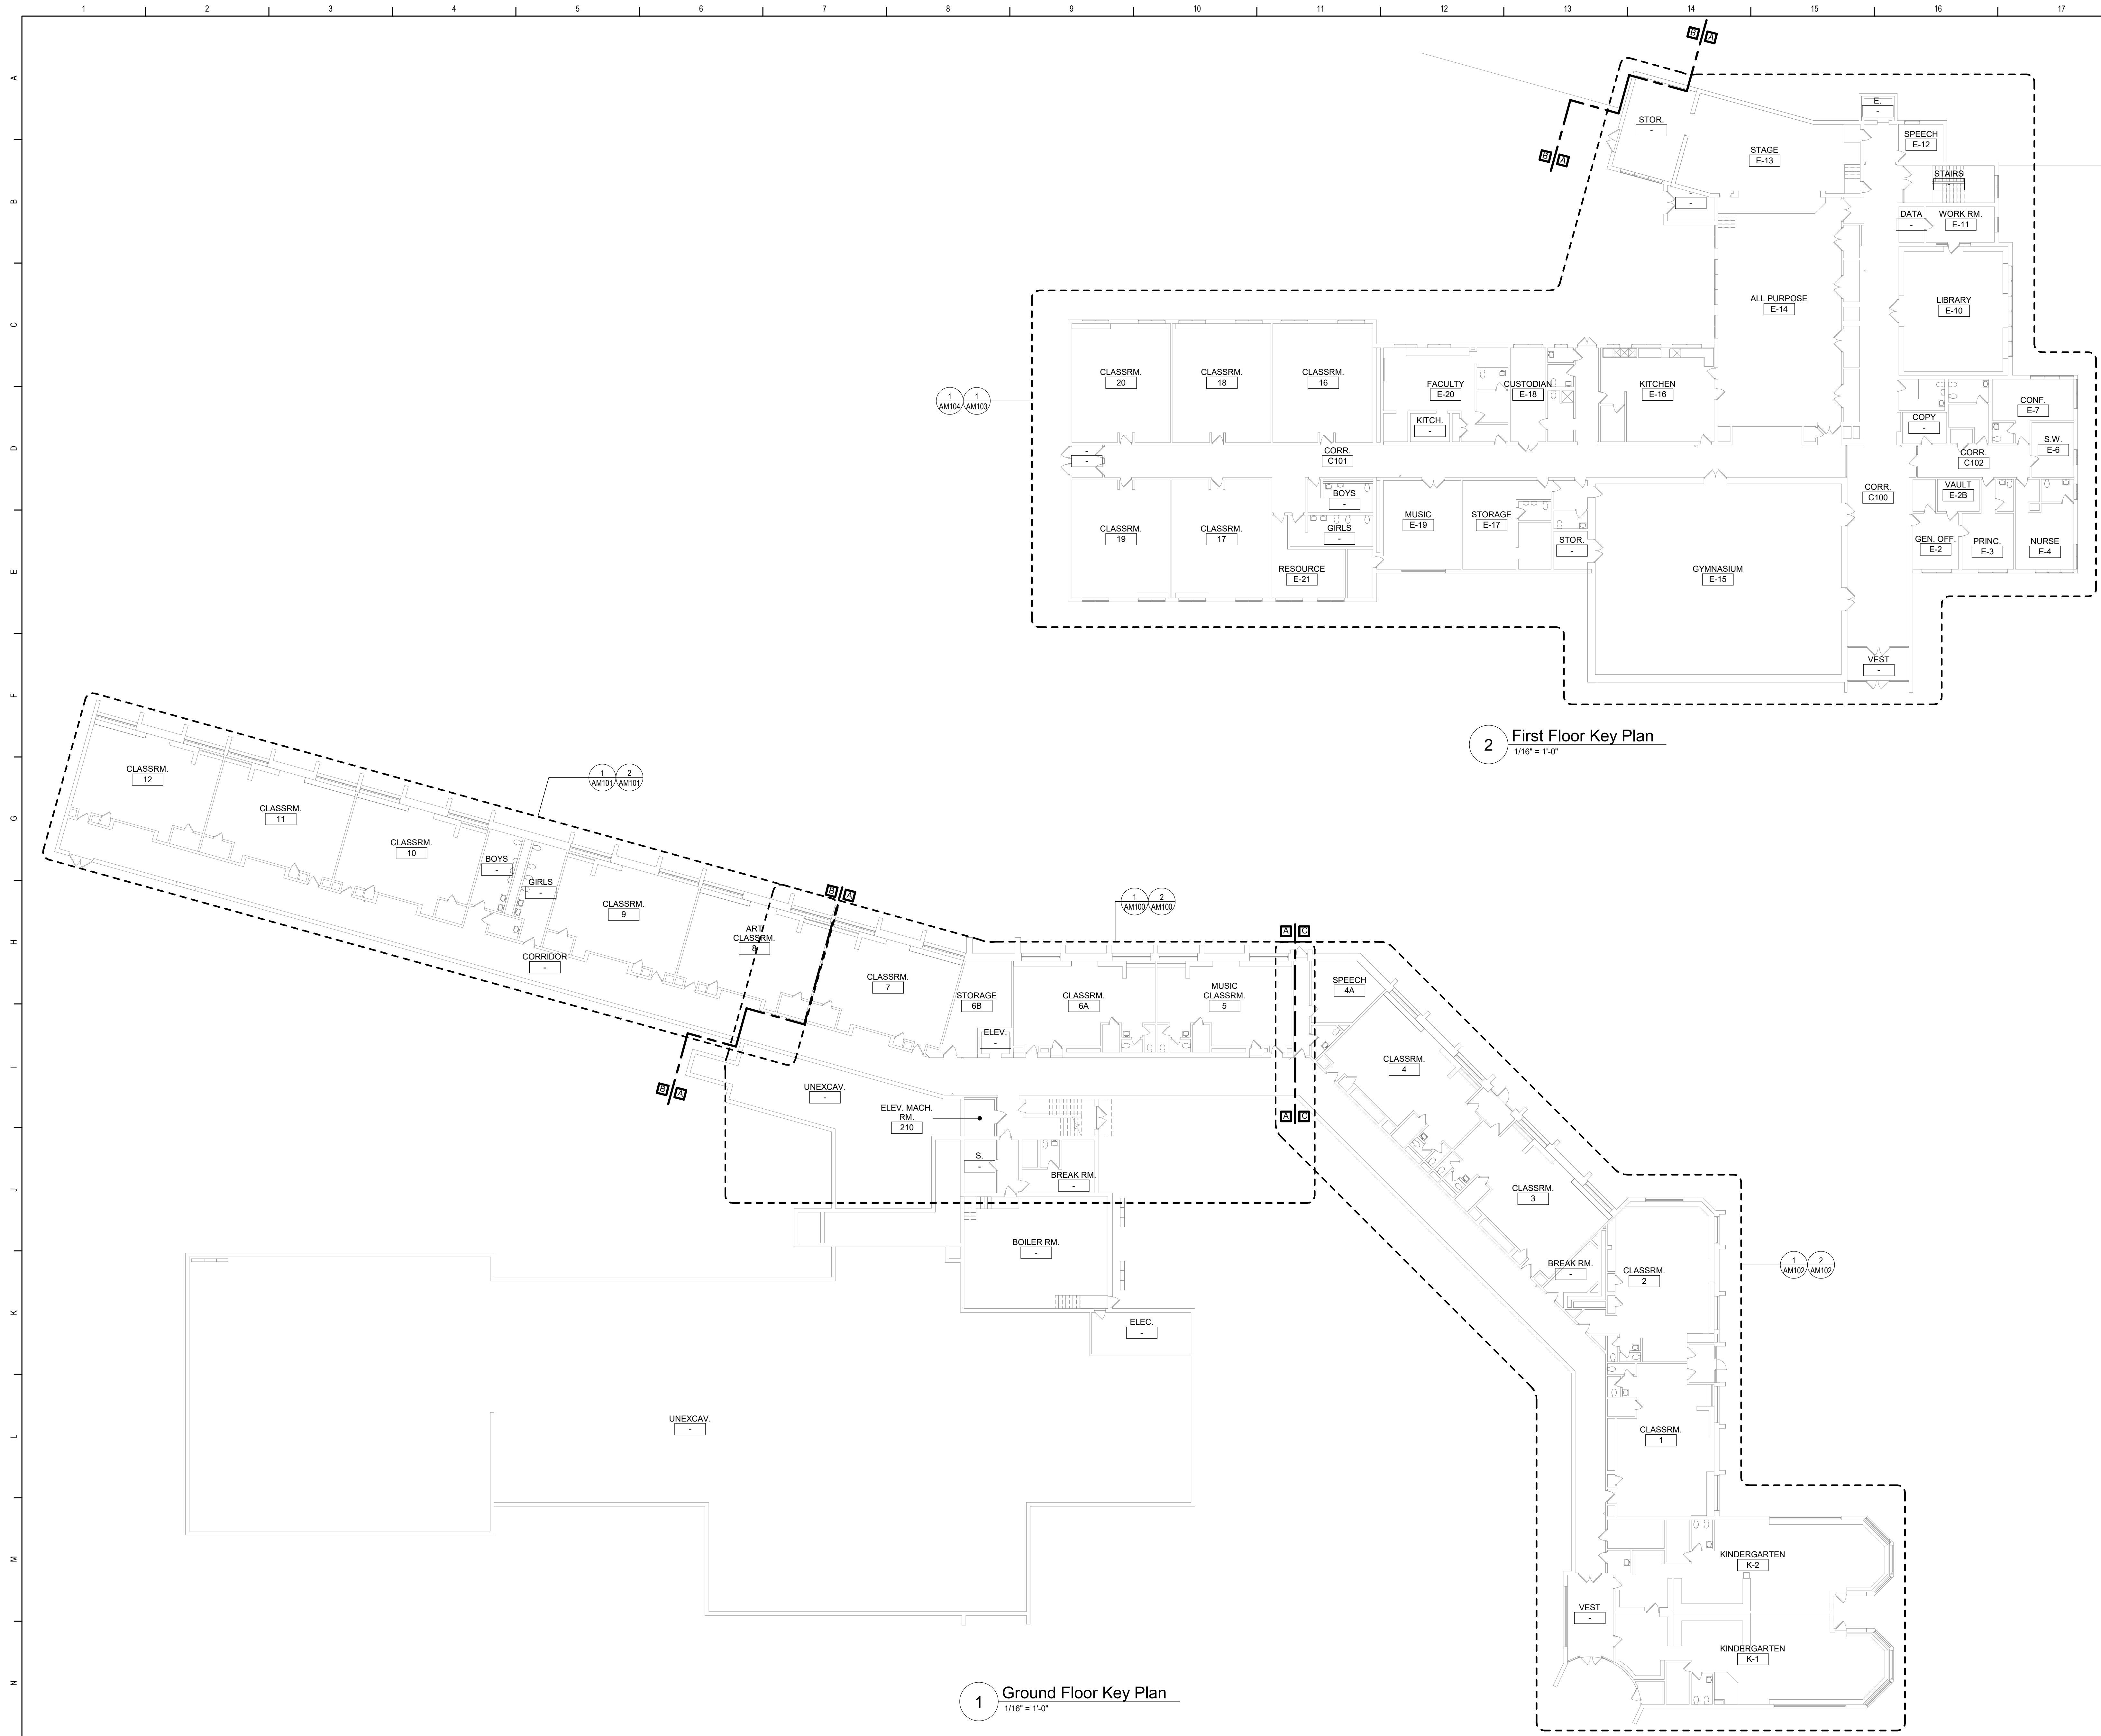 1 2 3 4 5 6 7 8 9 10 11 12 13 14 15 16 17
A
B
C
D
E
F
G
H
I
J
K
L
M
N
B A
B A
STOR.
-
E.
-
SPEECH
E-12
STAGE
E-13
STAIRS
-
-
-
DATA
-
WORK RM.
E-11
ALL PURPOSE
E-14
LIBRARY
E-10
CLASSRM.
20
CLASSRM.
18
CLASSRM.
16
FACULTY
E-20
CUSTODIAN
E-18
KITCHEN
E-16
KITCH.
-
COPY
-
CONF.
E-7
S.W.
E-6
1
AM104
1
AM103
-
-
CORR.
C101
CORR.
C102
CORR.
C100
VAULT
E-2B
BOYS
-
GIRLS
-
MUSIC
E-19
STORAGE
E-17
STOR.
-
CLASSRM.
19
CLASSRM.
17
RESOURCE
E-21
GYMNASIUM
E-15
GEN. OFF.
E-2
PRINC.
E-3
NURSE
E-4
VEST
-
2
First Floor Key Plan
1/16" = 1'-0"
CLASSRM.
12
CLASSRM.
11
CLASSRM.
10
BOYS
-
GIRLS
-
CORRIDOR
-
CLASSRM.
9
ART
CLASSRM.
8
1
AM101
2
AM101
B A
B A
CLASSRM.
7
STORAGE
6B
ELEV.
-
CLASSRM.
6A
MUSIC
CLASSRM.
5
1
AM100
2
AM100
A C
A C
SPEECH
4A
CLASSRM.
4
CLASSRM.
3
BREAK RM.
-
CLASSRM.
2
CLASSRM.
1
1
AM102
2
AM102
UNEXCAV.
-
ELEV. MACH.
RM.
210
S.
-
BREAK RM.
-
BOILER RM.
-
ELEC.
-
UNEXCAV.
-
KINDERGARTEN
K-2
VEST
-
KINDERGARTEN
K-1
1
Ground Floor Key Plan
1/16" = 1'-0"